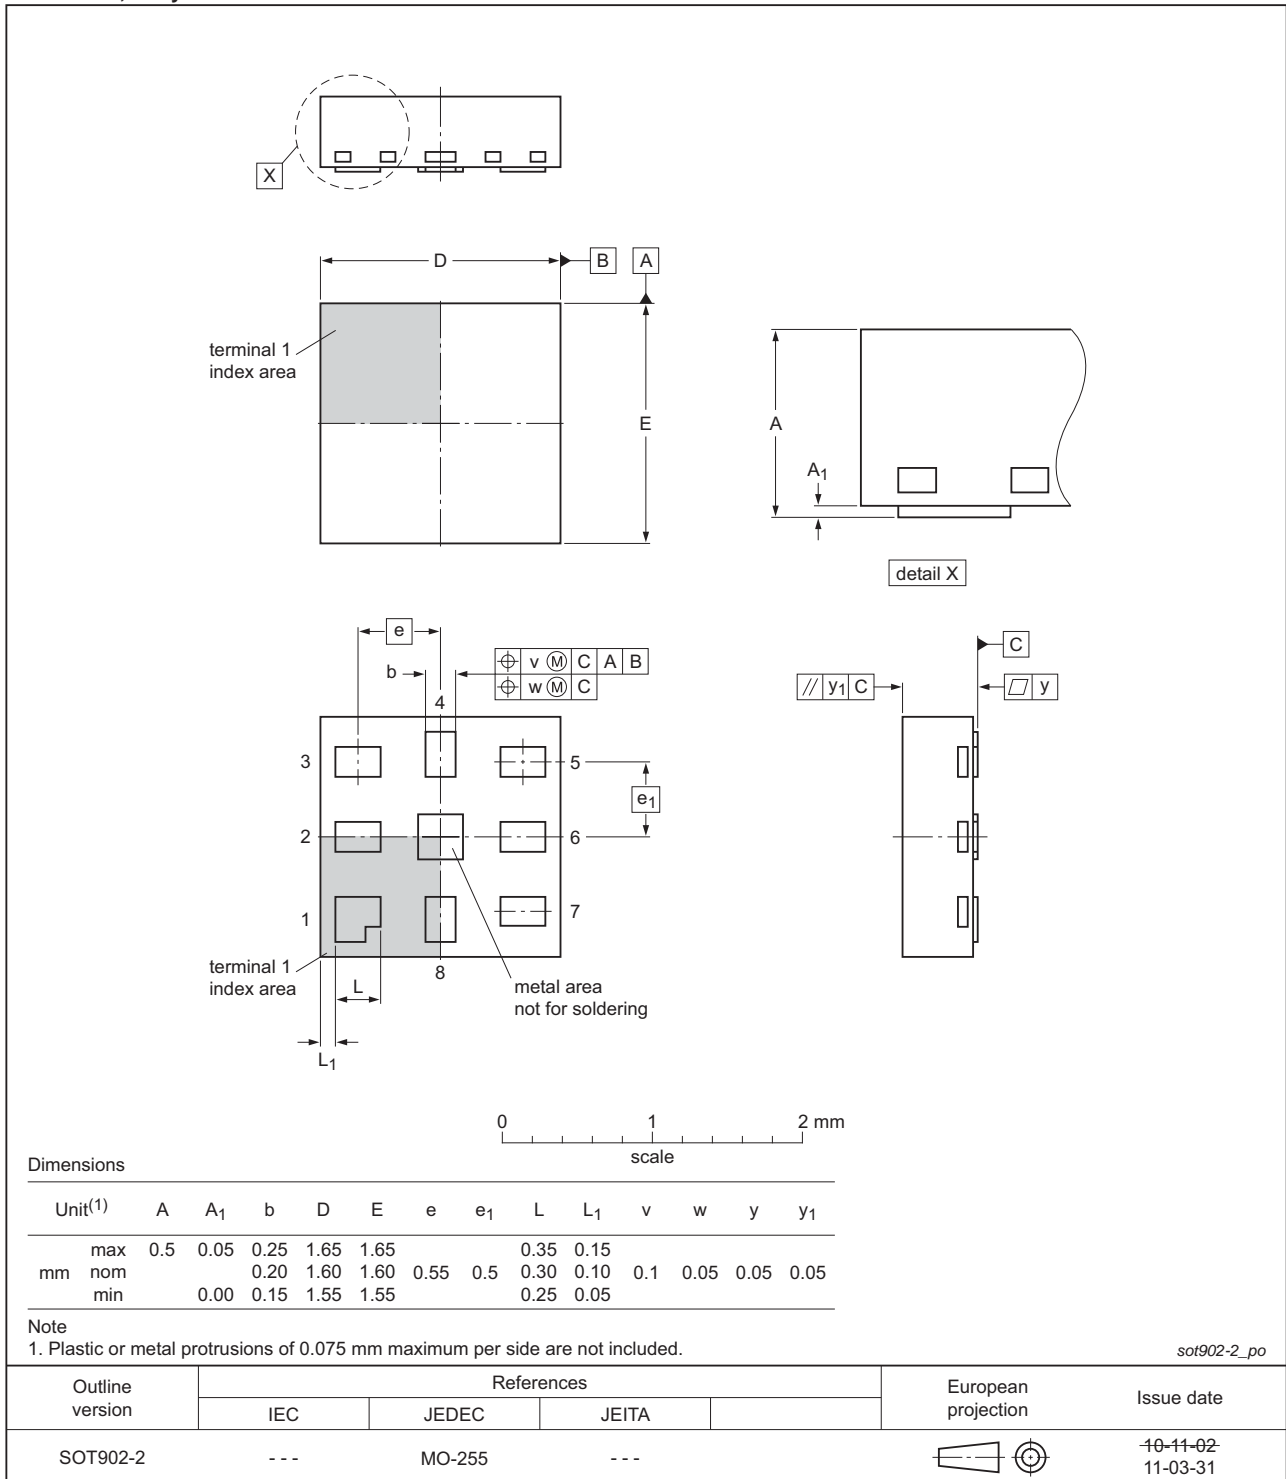 X
D
B
A
terminal 1
index area
E
A
A1
detail X
e
b
v M C A B
w M C
4
3
5
e1
2
6
1
7
terminal 1
index area
L
8
metal area
not for soldering
L1
C
// y1 C
y
0 1 2 mm
scale
Dimensions
Unit(1) A A1 b D E e e1 L L1 v w y y1
max 0.5 0.05 0.25 1.65 1.65 0.35 0.15
mm nom 0.20 1.60 1.60 0.55 0.5 0.30 0.10 0.1 0.05 0.05 0.05
min 0.00 0.15 1.55 1.55 0.25 0.05
Note
1. Plastic or metal protrusions of 0.075 mm maximum per side are not included.
sot902-2_po
Outline
version
References
IEC JEDEC JEITA
European
projection
Issue date
SOT902-2 - - - MO-255 - - -
10-11-02
11-03-31